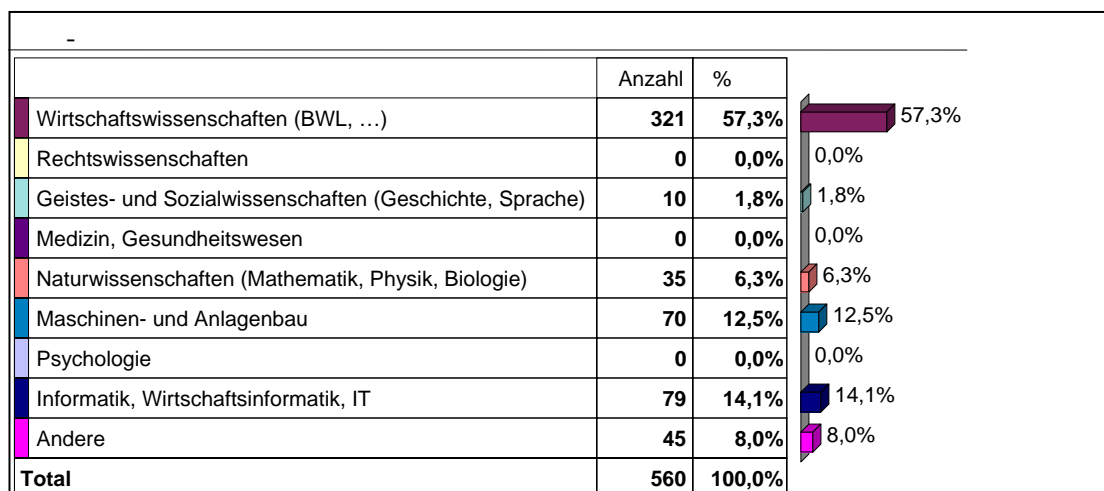 -
Anzahl %
Wirtschaftswissenschaften (BWL, …) 321 57,3% 57,3%
Rechtswissenschaften 0 0,0% 0,0%
Geistes- und Sozialwissenschaften (Geschichte, Sprache) 10 1,8% 1,8%
Medizin, Gesundheitswesen 0 0,0% 0,0%
Naturwissenschaften (Mathematik, Physik, Biologie) 35 6,3% 6,3%
Maschinen- und Anlagenbau 70 12,5% 12,5%
Psychologie 0 0,0% 0,0%
Informatik, Wirtschaftsinformatik, IT 79 14,1% 14,1%
Andere 45 8,0% 8,0%
Total 560 100,0%